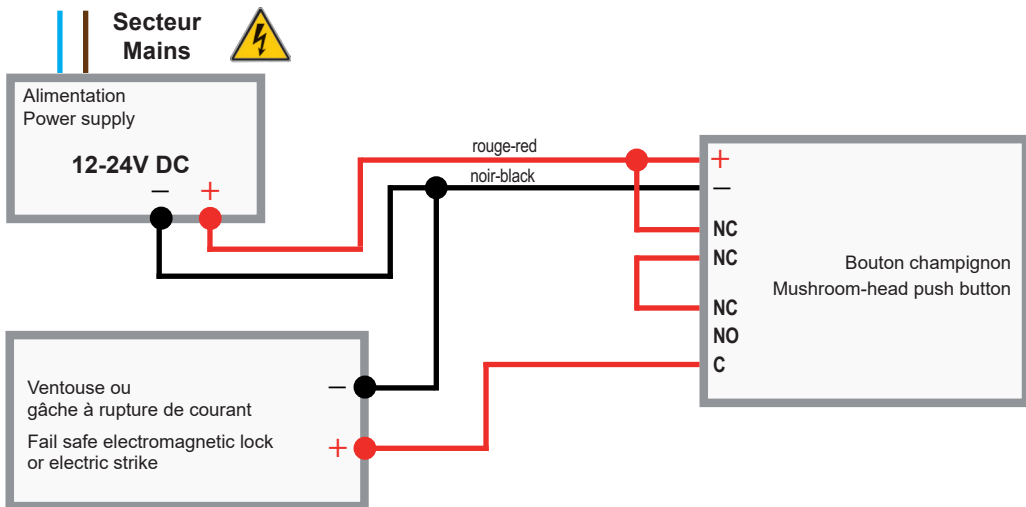 Secteur
Mains
Alimentation
Power supply
12-24V DC
− +
rouge-red
noir-black
+
−
NC
NC
NC
NO
C
Bouton champignon
Mushroom-head push button
Ventouse ou
gâche à rupture de courant
Fail safe electromagnetic lock
or electric strike
−
+